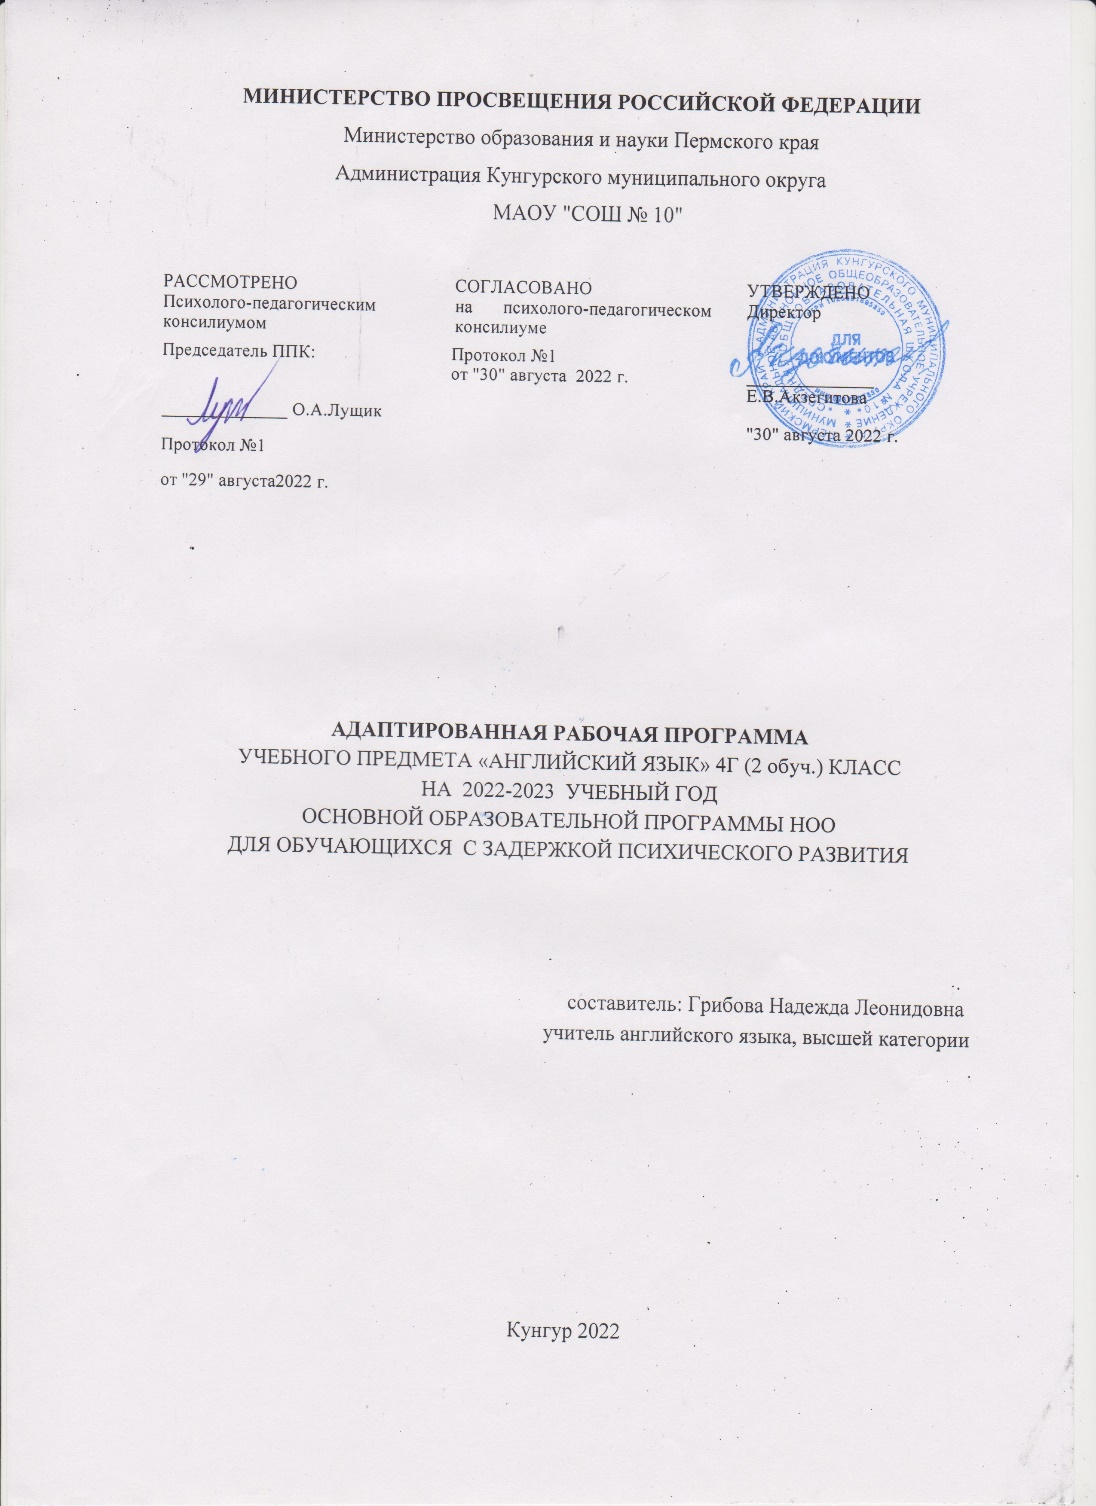 МИНИСТЕРСТВО ПРОСВЕЩЕНИЯ РОССИЙСКОЙ ФЕДЕРАЦИИ
Министерство образования и науки Пермского края
Администрация Кунгурского муниципального округа
МАОУ "СОШ № 10"
РАССМОТРЕНО
Психолого-педагогическим
консилиумом
Председатель ППК:
______________ О.А.Лущик
Протокол №1
от "29" августа2022 г.
СОГЛАСОВАНО
на психолого-педагогическом
консилиуме
Протокол №1
от "30" августа 2022 г.
УТВЕРЖДЕНО
Директор
______________
Е.В.Акзегитова
"30" августа 2022 г.
ДЛЯ
ДОКУМЕНТОВ
АДАПТИРОВАННАЯ РАБОЧАЯ ПРОГРАММА
УЧЕБНОГО ПРЕДМЕТА «АНГЛИЙСКИЙ ЯЗЫК» 4Г (2 обуч.) КЛАСС
НА 2022-2023 УЧЕБНЫЙ ГОД
ОСНОВНОЙ ОБРАЗОВАТЕЛЬНОЙ ПРОГРАММЫ НОО
ДЛЯ ОБУЧАЮЩИХСЯ С ЗАДЕРЖКОЙ ПСИХИЧЕСКОГО РАЗВИТИЯ
составитель: Грибова Надежда Леонидовна
учитель английского языка, высшей категории
Кунгур 2022